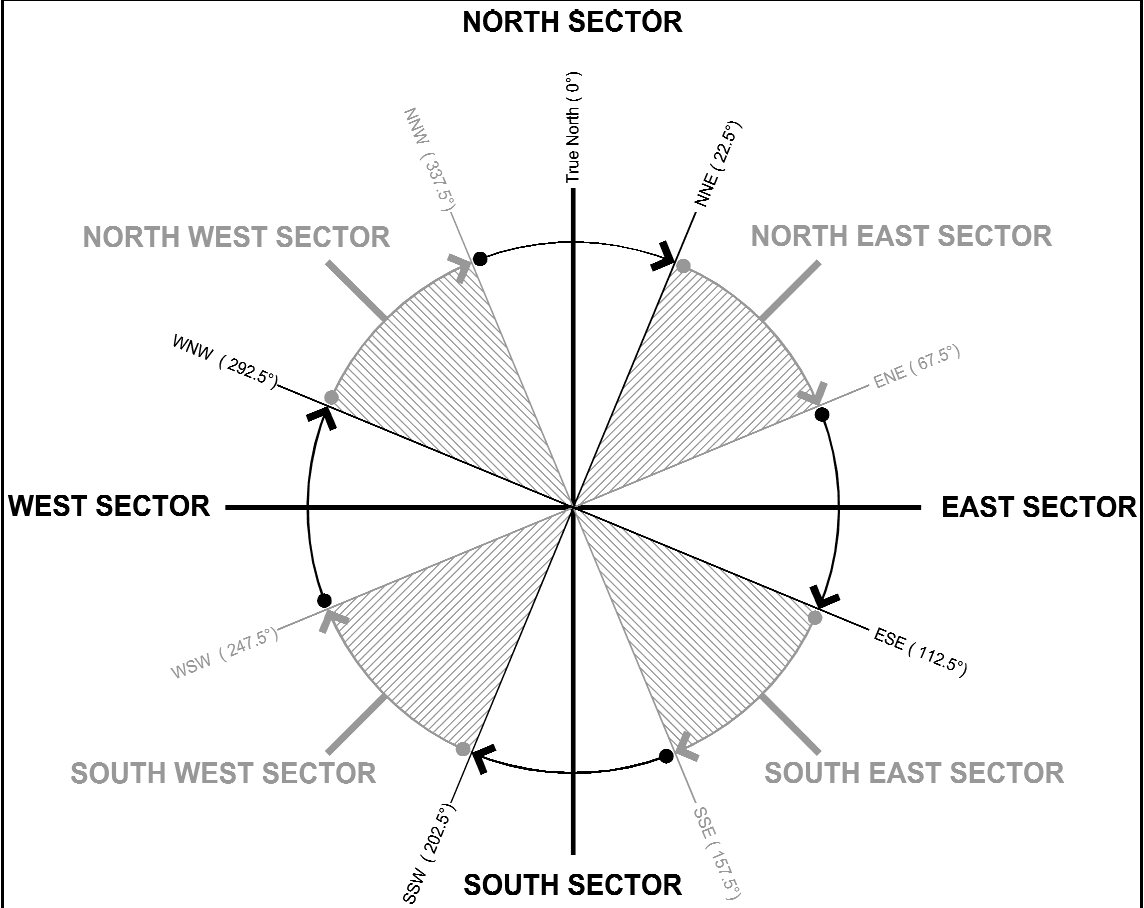 NORTH SECTOR
True North ( 0°)
NNW ( 337.5°)
NNE ( 22.5°)
NORTH WEST SECTOR
NORTH EAST SECTOR
WNW ( 292.5°)
ENE ( 67.5°)
WEST SECTOR
EAST SECTOR
WSW ( 247.5°)
ESE ( 112.5°)
SOUTH WEST SECTOR
SOUTH EAST SECTOR
SSW ( 202.5°)
SSE ( 157.5°)
SOUTH SECTOR